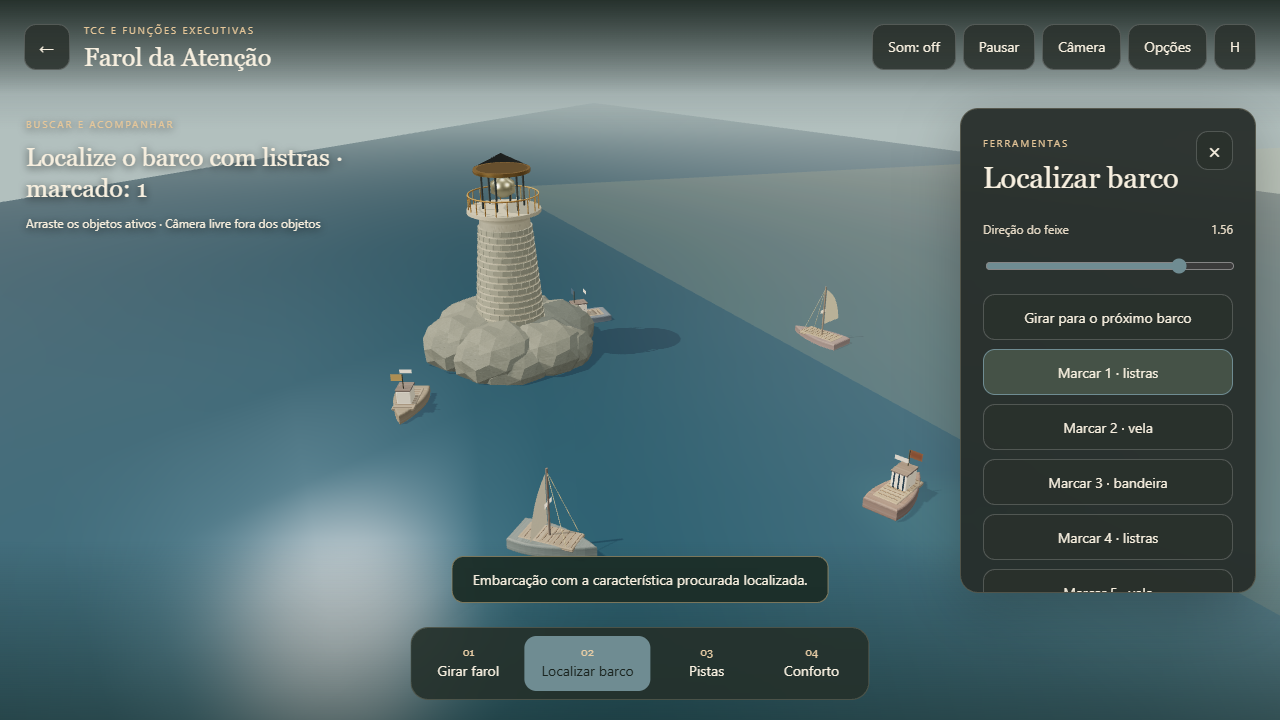 ←
TCC E FUNÇÕES EXECUTIVAS
Farol da Atenção
Som: off
Pausar
Câmera
Opções
H
BUSCAR E ACOMPANHAR
Localize o barco com listras ·
marcado: 1
Arraste os objetos ativos · Câmera livre fora dos objetos
FERRAMENTAS
×
Localizar barco
Direção do feixe
1.56
Girar para o próximo barco
Marcar 1 · listras
Marcar 2 · vela
Marcar 3 · bandeira
Marcar 4 · listras
Marcar 5 · vela
Embarcação com a característica procurada localizada.
01
Girar farol
02
Localizar barco
03
Pistas
04
Conforto